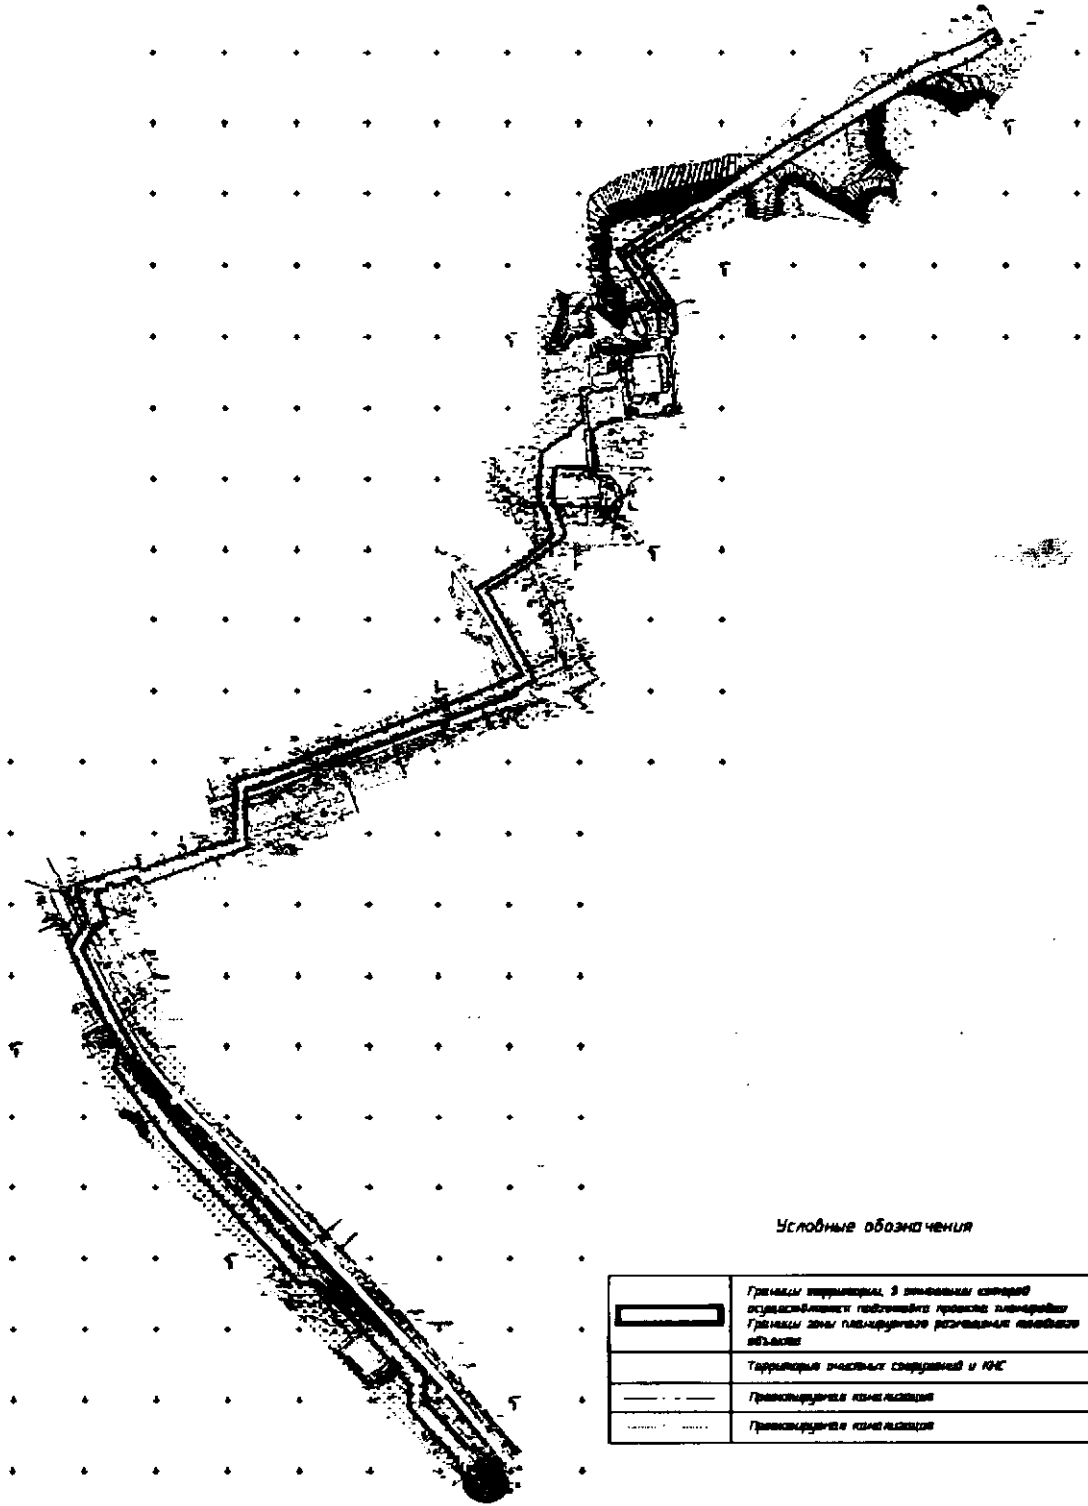 Условные обозначения
Границы территории, в отношении которой
осуществляется подготовка проекта планировки
Границы зоны планируемого размещения линейного
объекта
Территория очистных сооружений и КНС
Проектируемая канализация
Проектируемая канализация